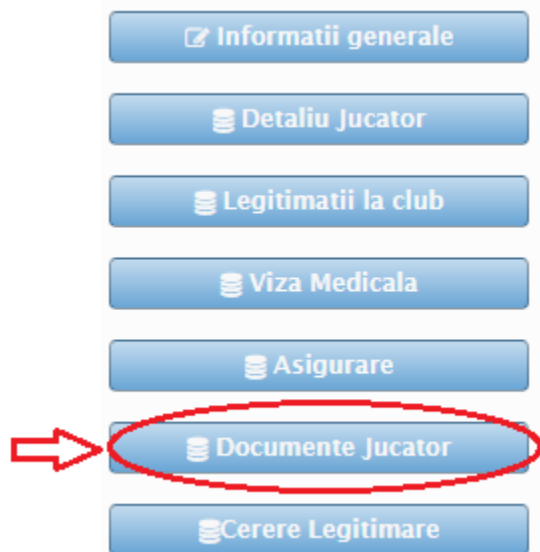 Informatii generale
Detaliu Jucator
Legitimatii la club
Viza Medicala
Asigurare
Documente Jucator
Cerere Legitimare